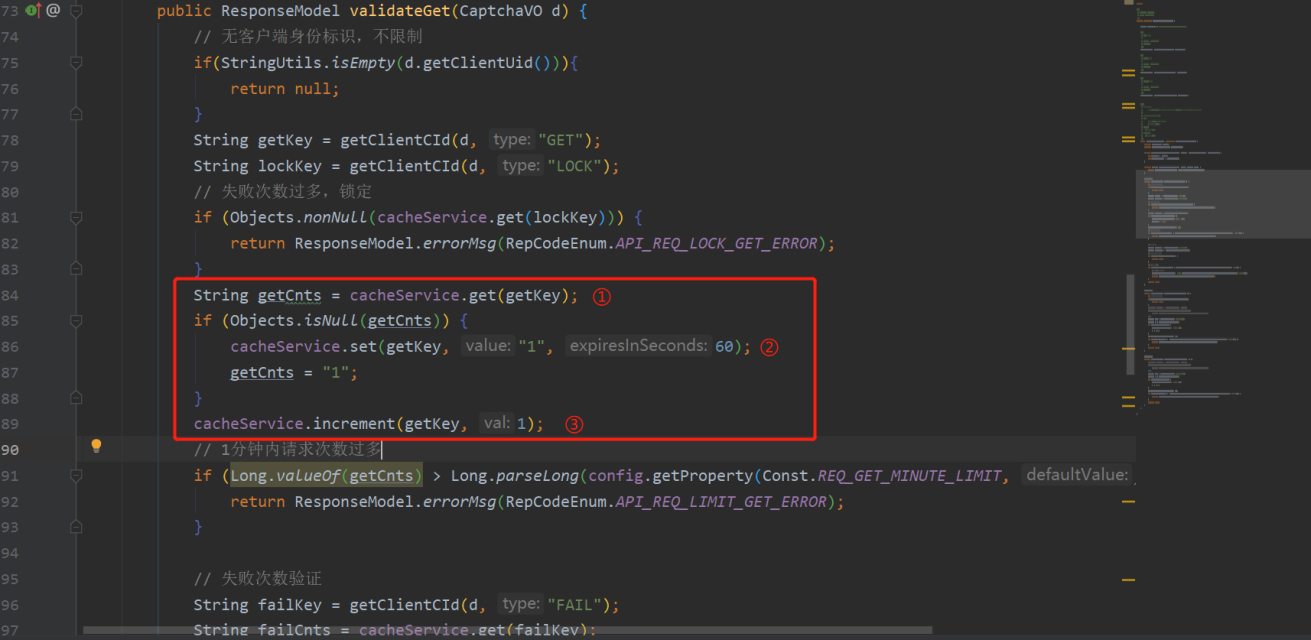 73 @ public ResponseModel validateGet(CaptchaVO d) {
74 // 无客户端身份标识，不限制
75 if(StringUtils.isEmpty(d.getClientUid())){
76 return null;
77 }
78 String getKey = getClientCId(d, type: "GET");
79 String lockKey = getClientCId(d, type: "LOCK");
80 // 失败次数过多，锁定
81 if (Objects.nonNull(cacheService.get(lockKey))) {
82 return ResponseModel.errorMsg(RepCodeEnum.API_REQ_LOCK_GET_ERROR);
83 }
84 String getCnts = cacheService.get(getKey); ①
85 if (Objects.isNull(getCnts)) {
86 cacheService.set(getKey, value: "1", expiresInSeconds: 60); ②
87 getCnts = "1";
88 }
89 cacheService.increment(getKey, val: 1); ③
90 // 1分钟内请求次数过多
91 if (Long.valueOf(getCnts) > Long.parseLong(config.getProperty(Const.REQ_GET_MINUTE_LIMIT, defaultValue:
92 return ResponseModel.errorMsg(RepCodeEnum.API_REQ_LIMIT_GET_ERROR);
93 }
94
95 // 失败次数验证
96 String failKey = getClientCId(d, type: "FAIL");
97 String failCnts = cacheService.get(failKey);